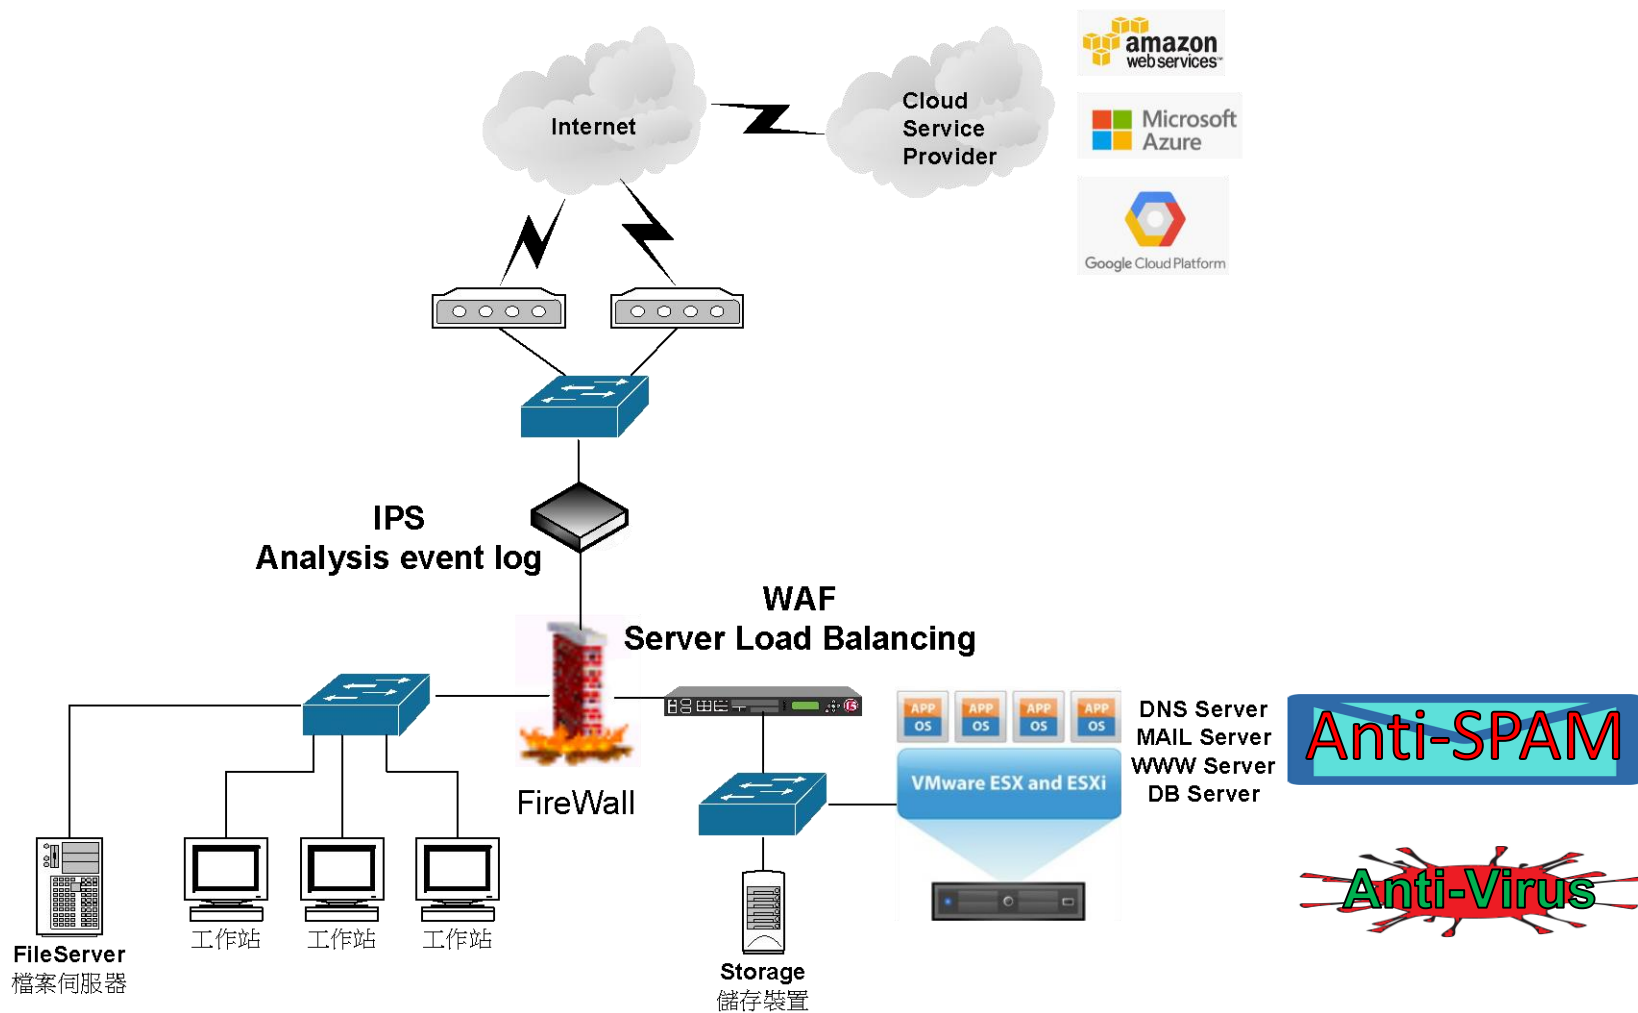 Internet
Cloud
Service
Provider
amazon
webservices™
Microsoft
Azure
Google Cloud Platform
IPS
Analysis event log
WAF
Server Load Balancing
FireWall
f5
APP
OS
APP
OS
APP
OS
APP
OS
VMware ESX and ESXi
DNS Server
MAIL Server
WWW Server
DB Server
Anti-SPAM
Anti-Virus
FileServer
檔案伺服器
工作站
工作站
工作站
Storage
儲存裝置